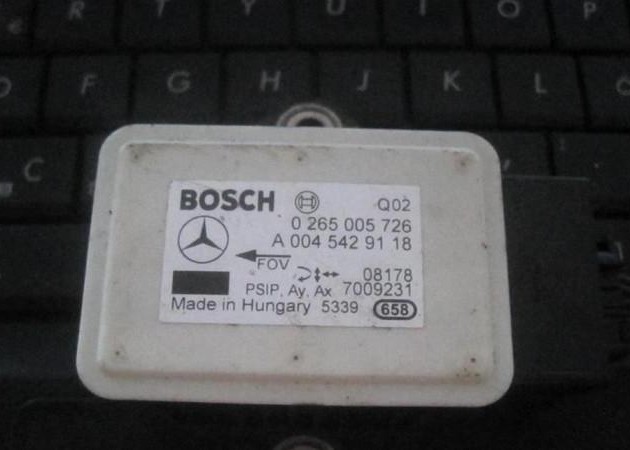 R T Y U I O P
F G H J K L
C
BOSCH Q02
0 265 005 726
A 004 542 91 18
FOV
08178
PSIP, Ay, Ax 7009231
Made in Hungary 5339 658